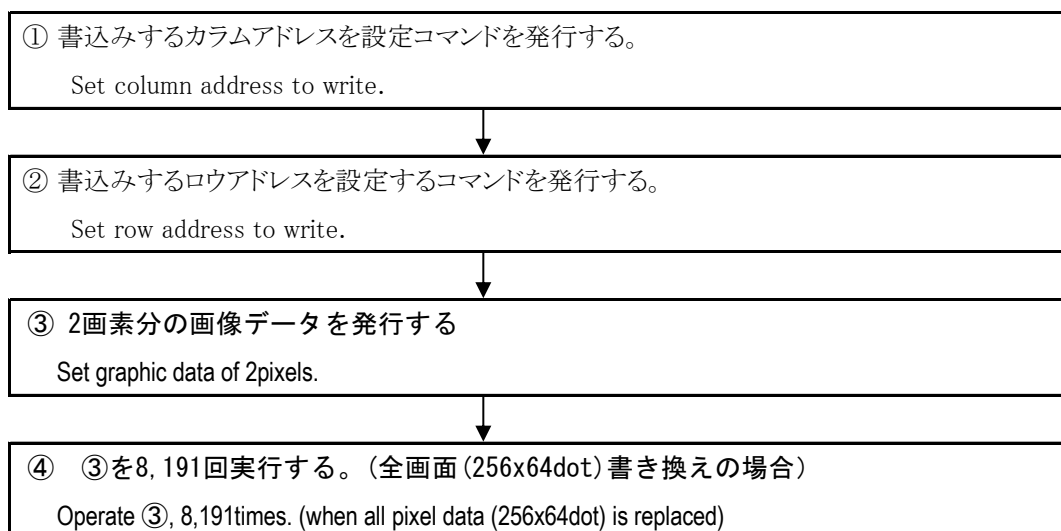 ① 書込みするカラムアドレスを設定コマンドを発行する。
Set column address to write.
② 書込みするロウアドレスを設定するコマンドを発行する。
Set row address to write.
③ 2画素分の画像データを発行する
Set graphic data of 2pixels.
④ ③を8,191回実行する。(全画面(256x64dot)書き換えの場合)
Operate ③, 8,191times. (when all pixel data (256x64dot) is replaced)